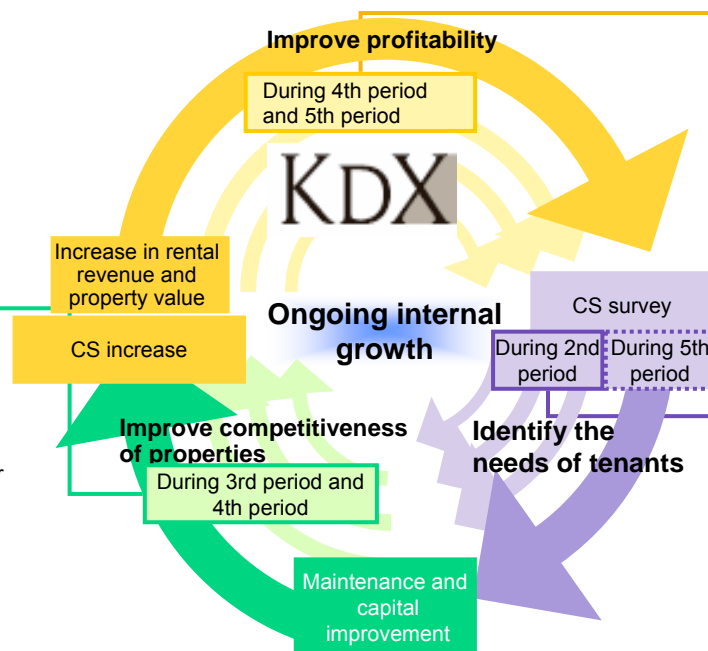 Improve profitability
During 4th period
and 5th period
KDX
Increase in rental
revenue and
property value
CS increase
Ongoing internal
growth
CS survey
During 2nd
period
During 5th
period
Improve competitiveness
of properties
During 3rd period and
4th period
Identify the
needs of tenants
r
Maintenance and
capital
improvement